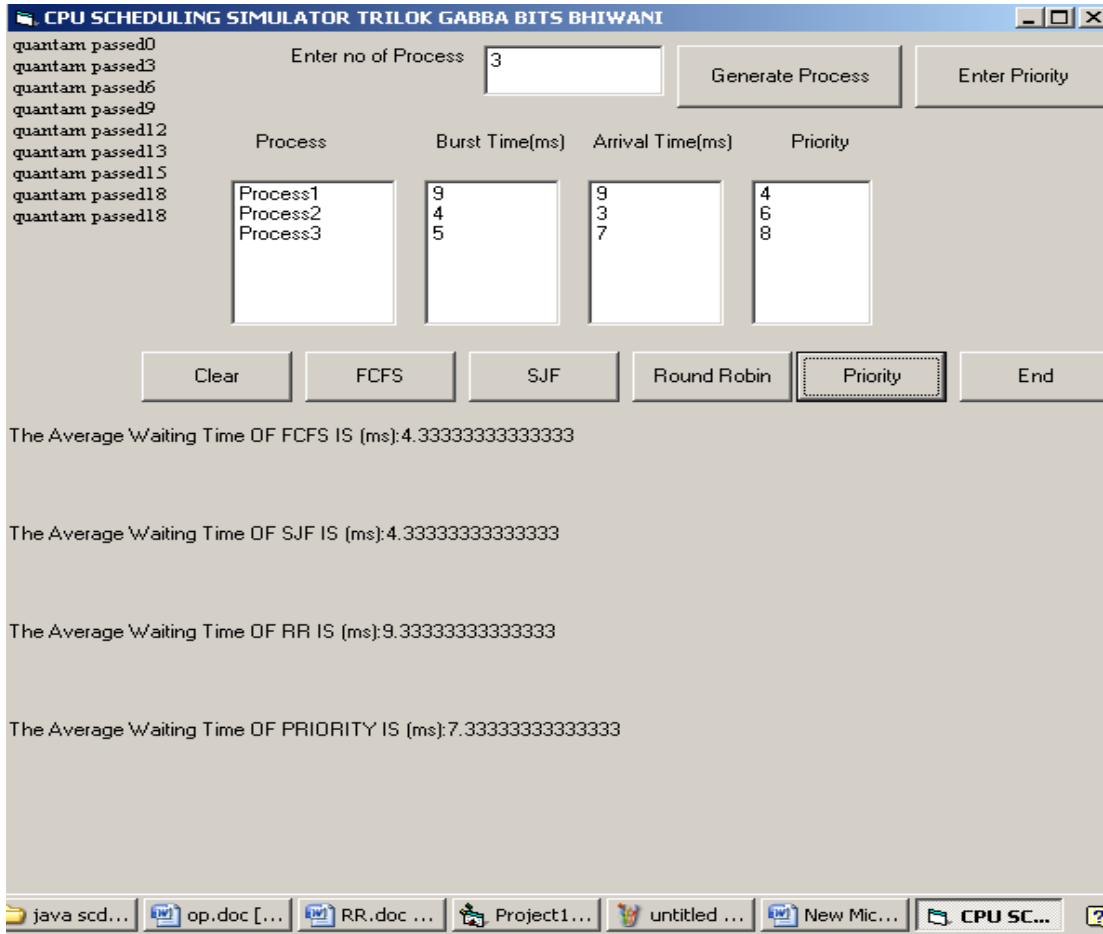 CPU SCHEDULING SIMULATOR TRILOK GABBA BITS BHIWANI
quantam passed0
quantam passed3
quantam passed6
quantam passed9
quantam passed12
quantam passed13
quantam passed15
quantam passed18
quantam passed18
Enter no of Process
3
Generate Process
Enter Priority
Process
Burst Time(ms)
Arrival Time(ms)
Priority
Process1 9 9 4
Process2 4 3 6
Process3 5 7 8
Clear
FCFS
SJF
Round Robin
Priority
End
The Average Waiting Time OF FCFS IS (ms):4.33333333333333
The Average Waiting Time OF SJF IS (ms):4.33333333333333
The Average Waiting Time OF RR IS (ms):9.33333333333333
The Average Waiting Time OF PRIORITY IS (ms):7.33333333333333
java scd...
op.doc [...
RR.doc ...
Project1...
untitled ...
New Mic...
CPU SC...